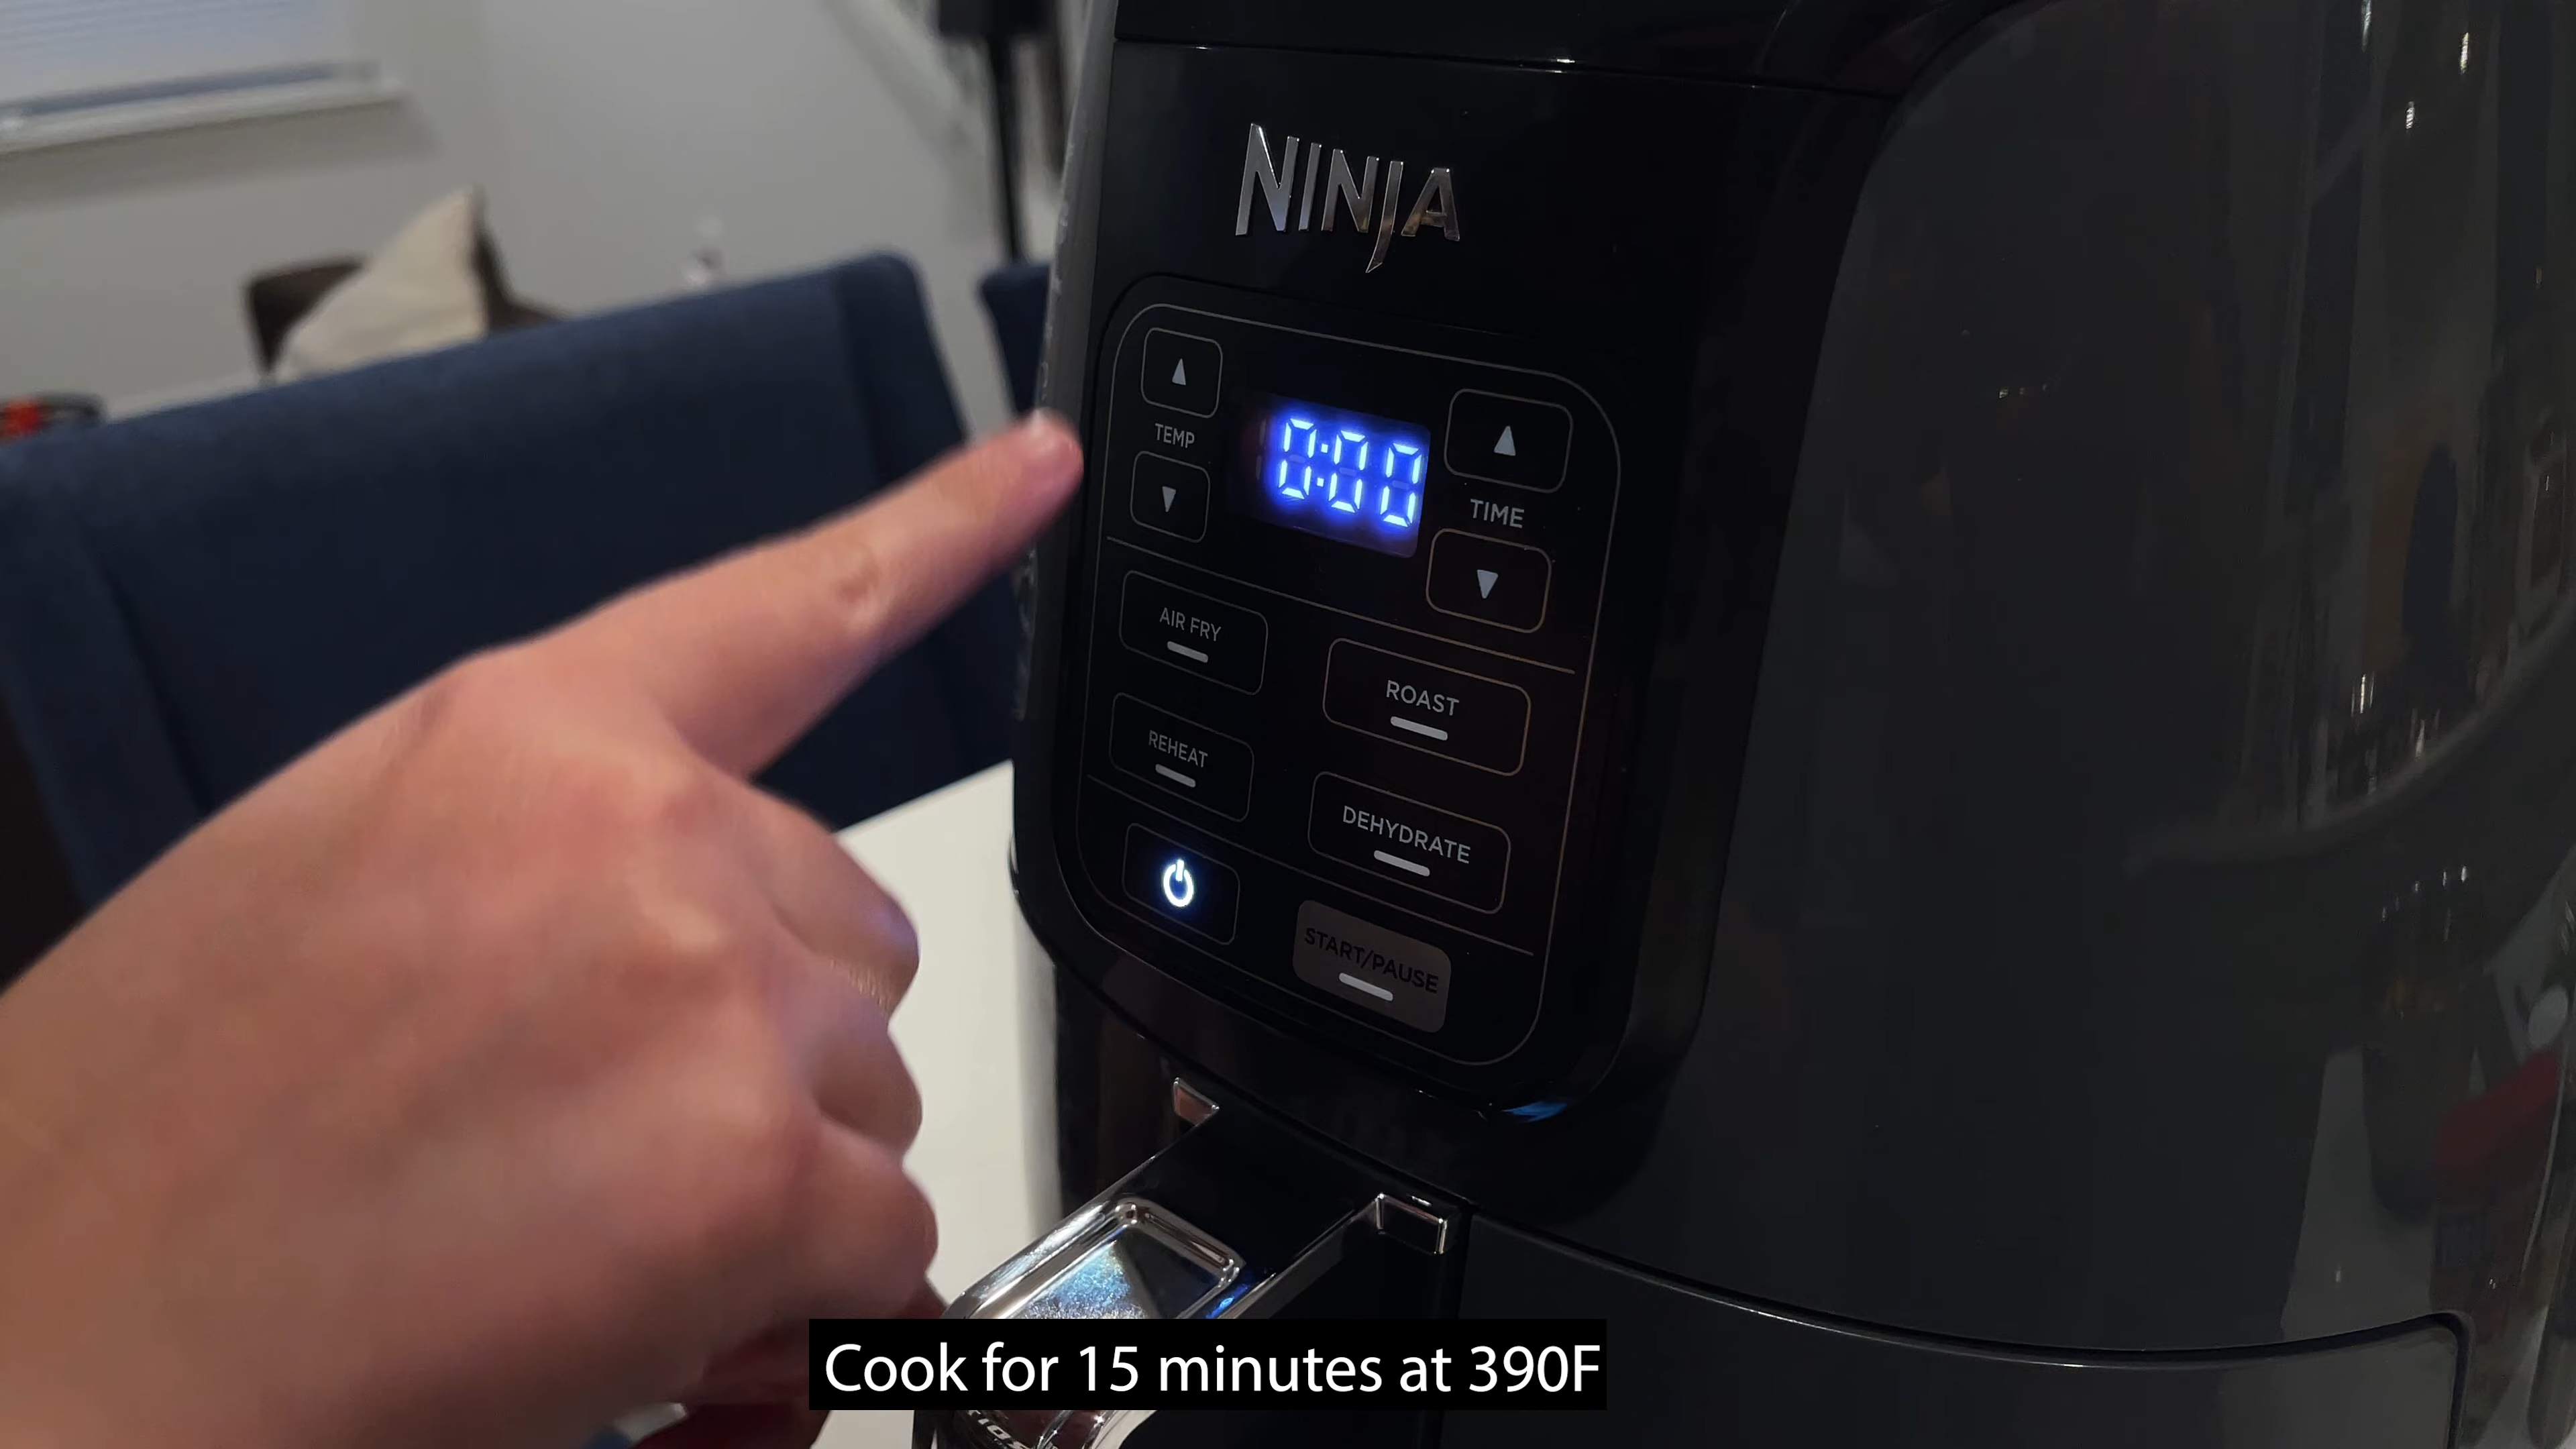 NINJA
TEMP
0:00
TIME
AIR FRY
ROAST
REHEAT
DEHYDRATE
START/PAUSE
Cook for 15 minutes at 390F